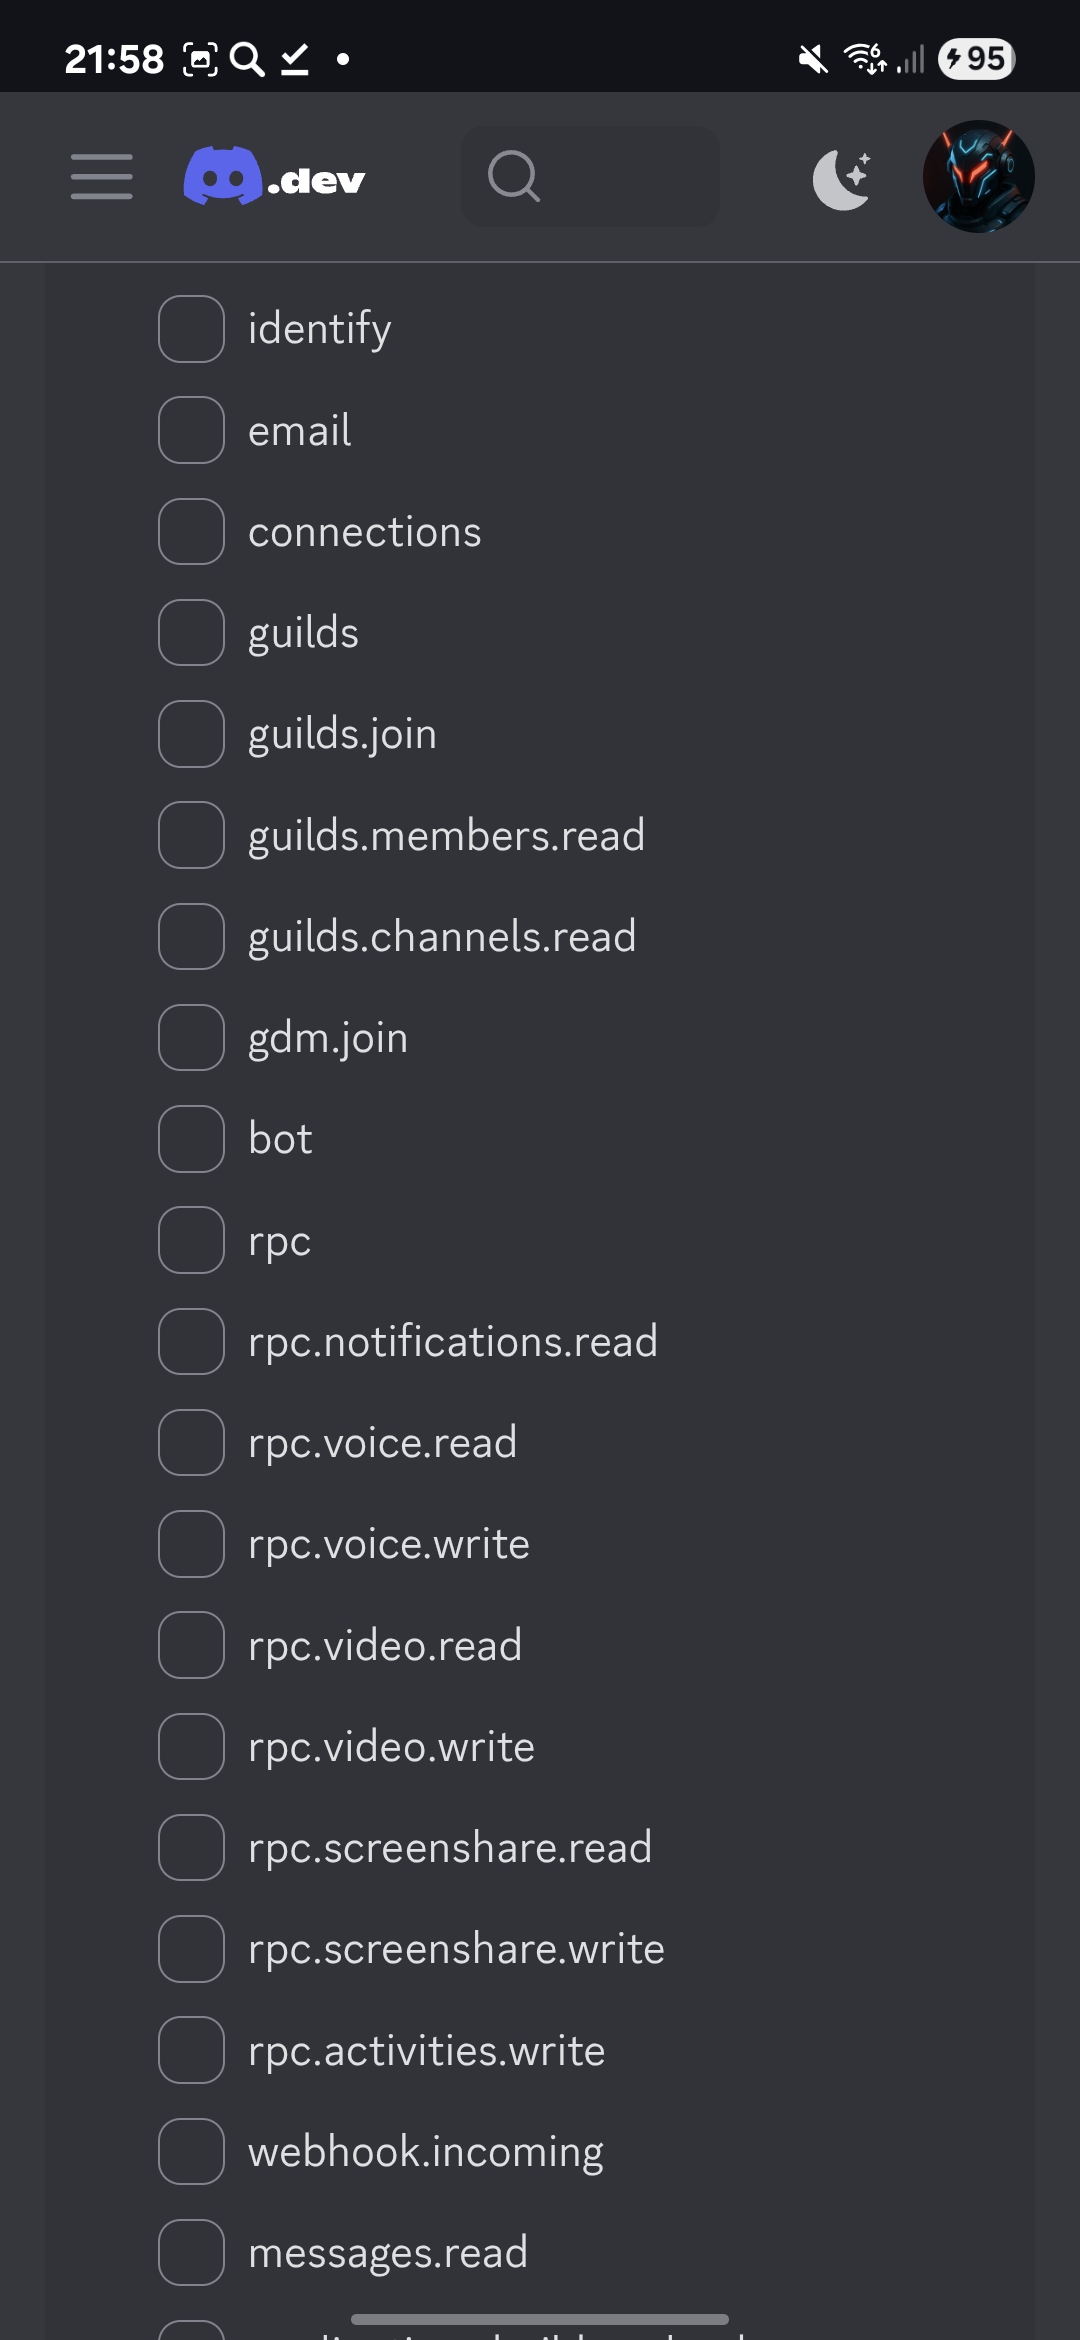 21:58
6
95
.dev
identify
email
connections
guilds
guilds.join
guilds.members.read
guilds.channels.read
gdm.join
bot
rpc
rpc.notifications.read
rpc.voice.read
rpc.voice.write
rpc.video.read
rpc.video.write
rpc.screenshare.read
rpc.screenshare.write
rpc.activities.write
webhook.incoming
messages.read